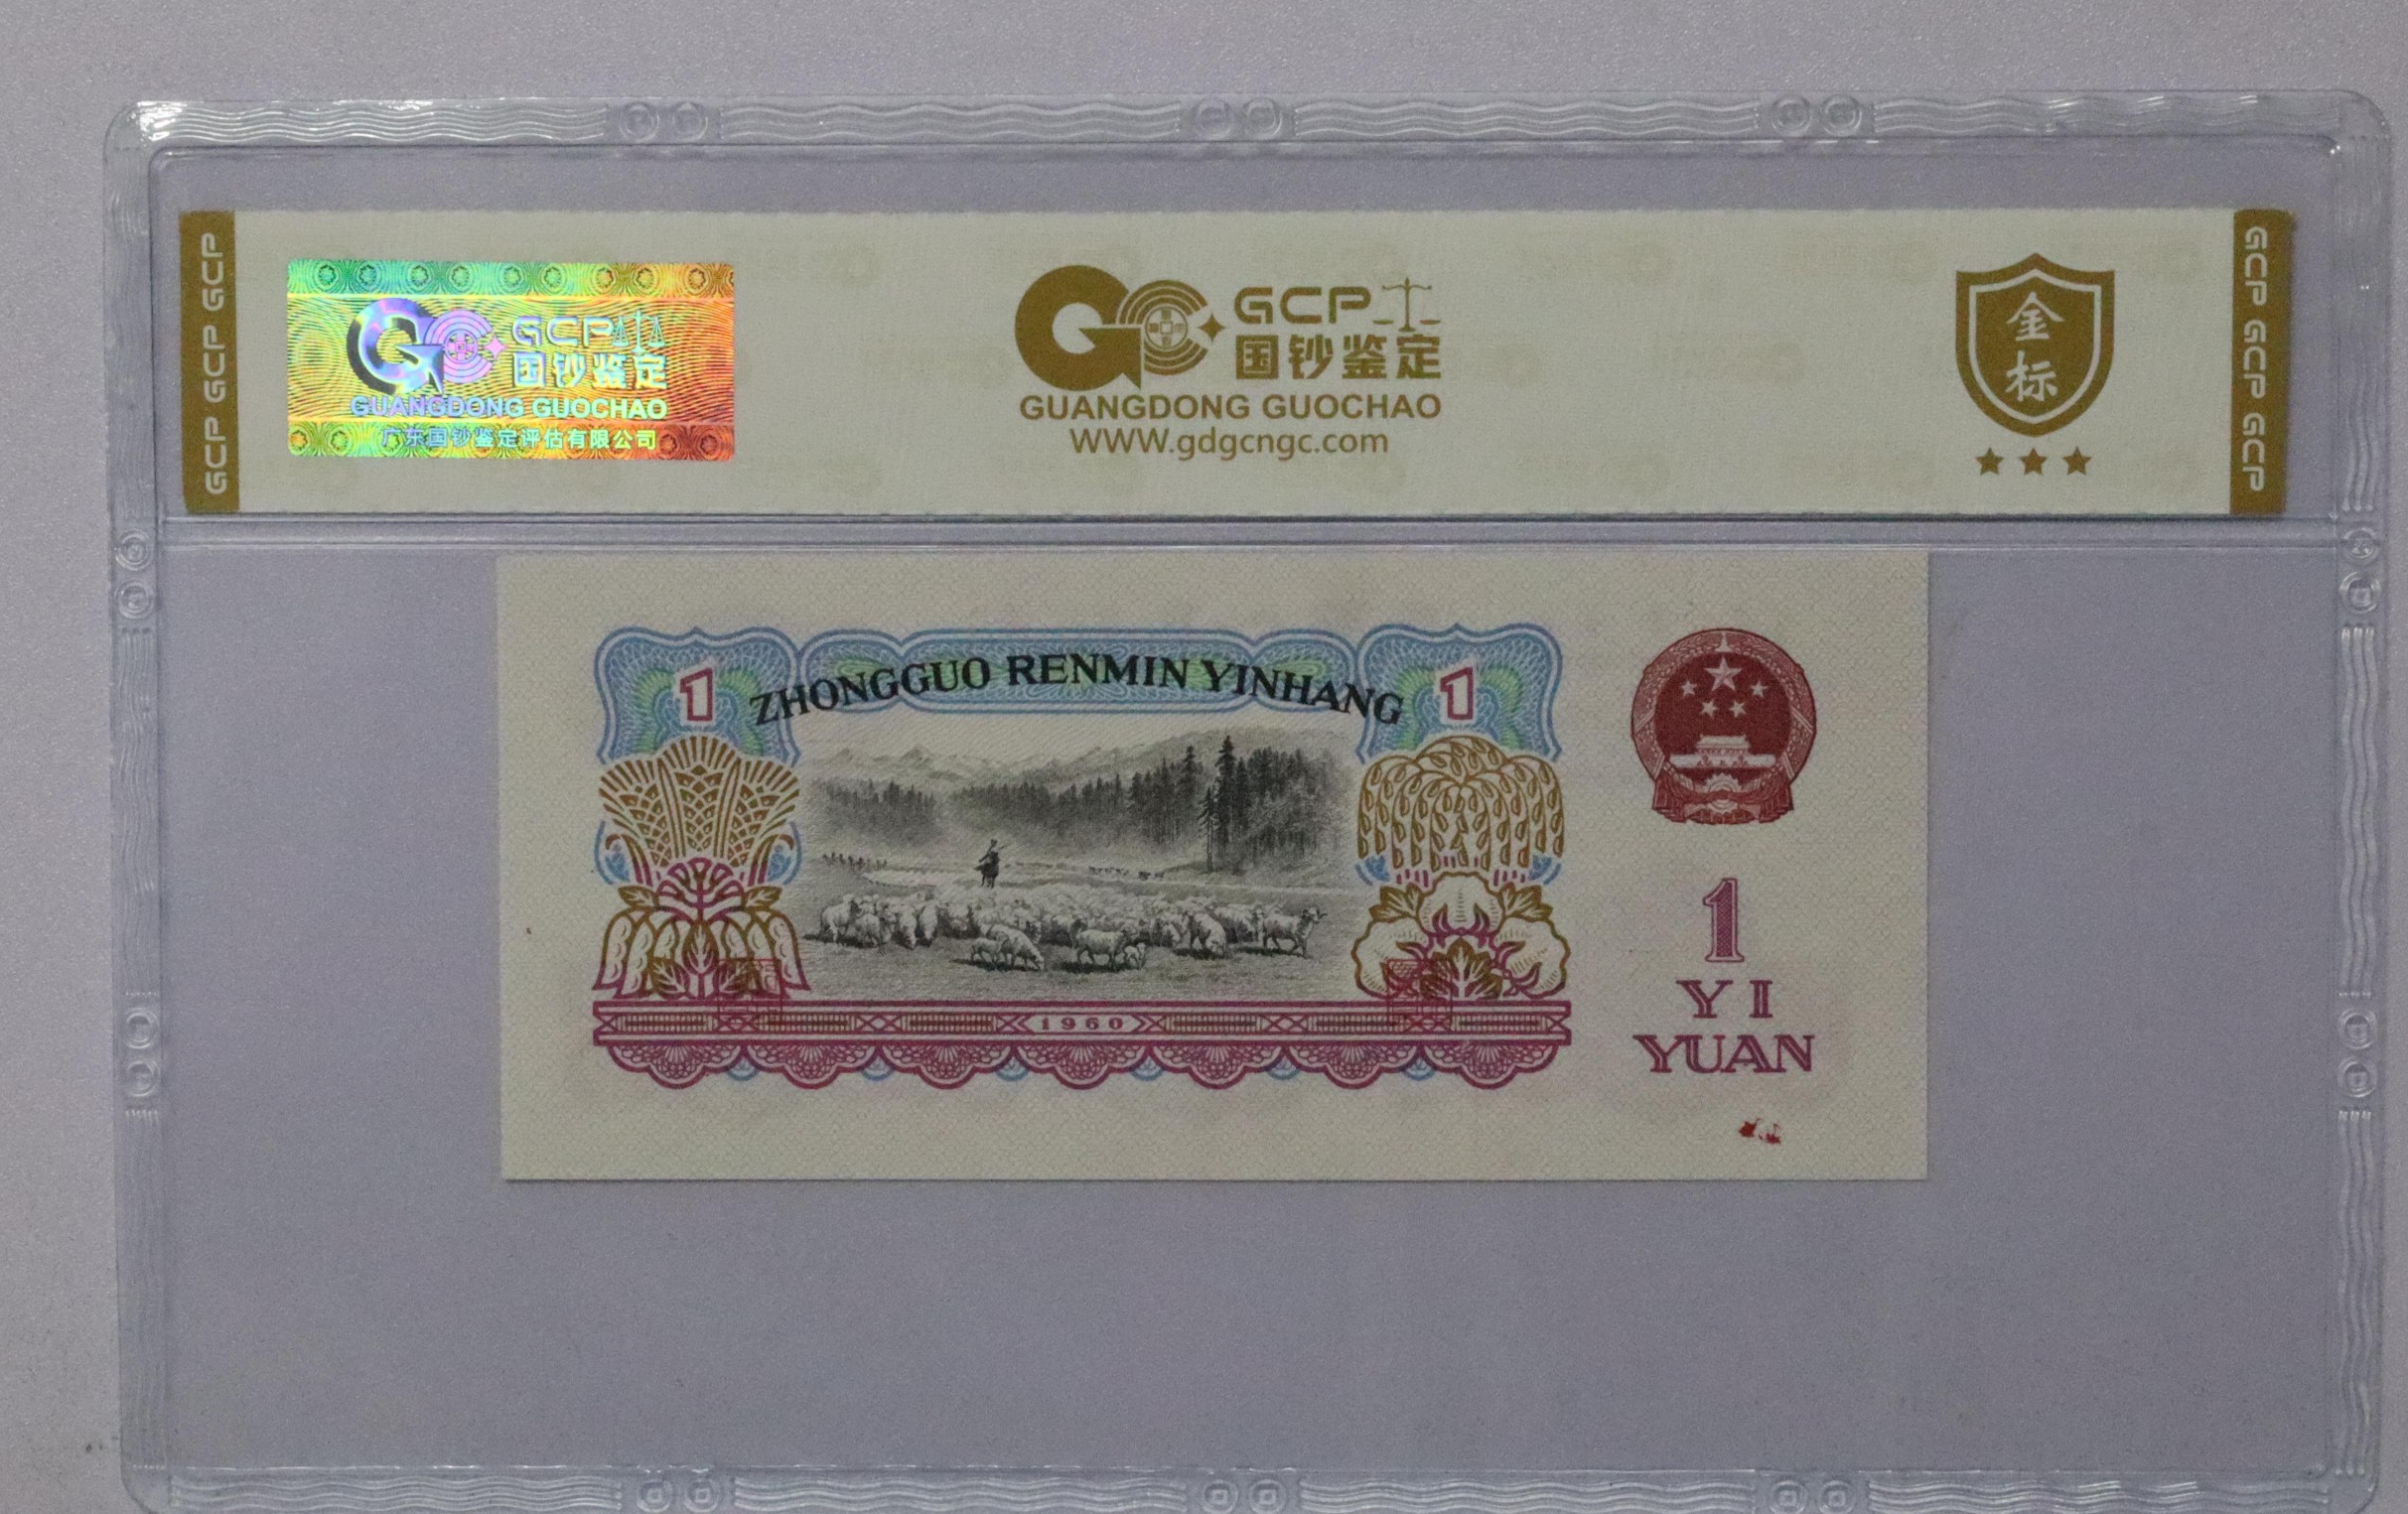 GCP GCP GCP
GCP
国钞鉴定
GUANGDONG GUOCHAO
广东国钞鉴定评估有限公司
GCP
国钞鉴定
GUANGDONG GUOCHAO
WWW.gdgcngc.com
金
标
GCP GCP GCP
1
ZHONGGUO RENMIN YINHANG
1
1960
1
YI
YUAN